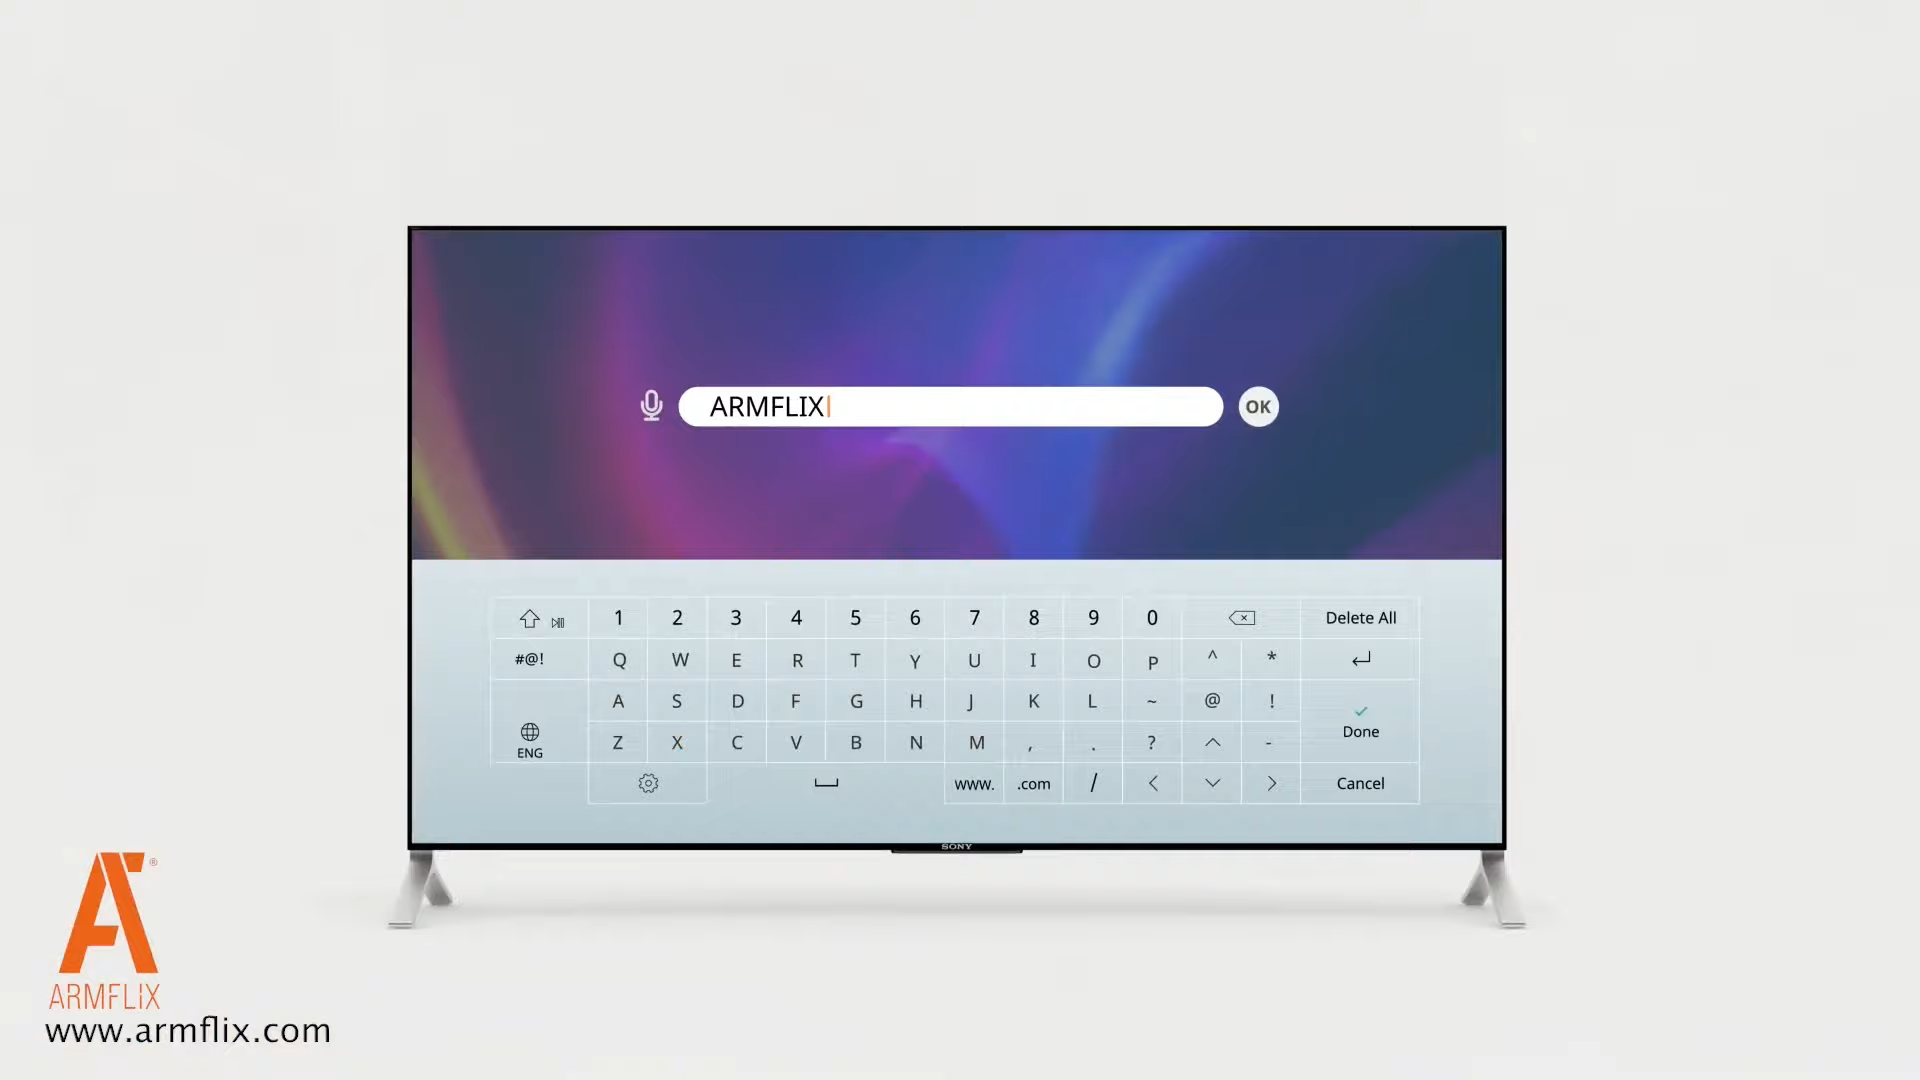 ARMFLIX
OK
1 2 3 4 5 6 7 8 9 0 Delete All
#@! Q W E R T Y U I O P ^ *
A S D F G H J K L ~ @ !
Done
ENG Z X C V B N M , . ? ^ -
www. .com / < > Cancel
SONY
A®
ARMFLIX
www.armflix.com